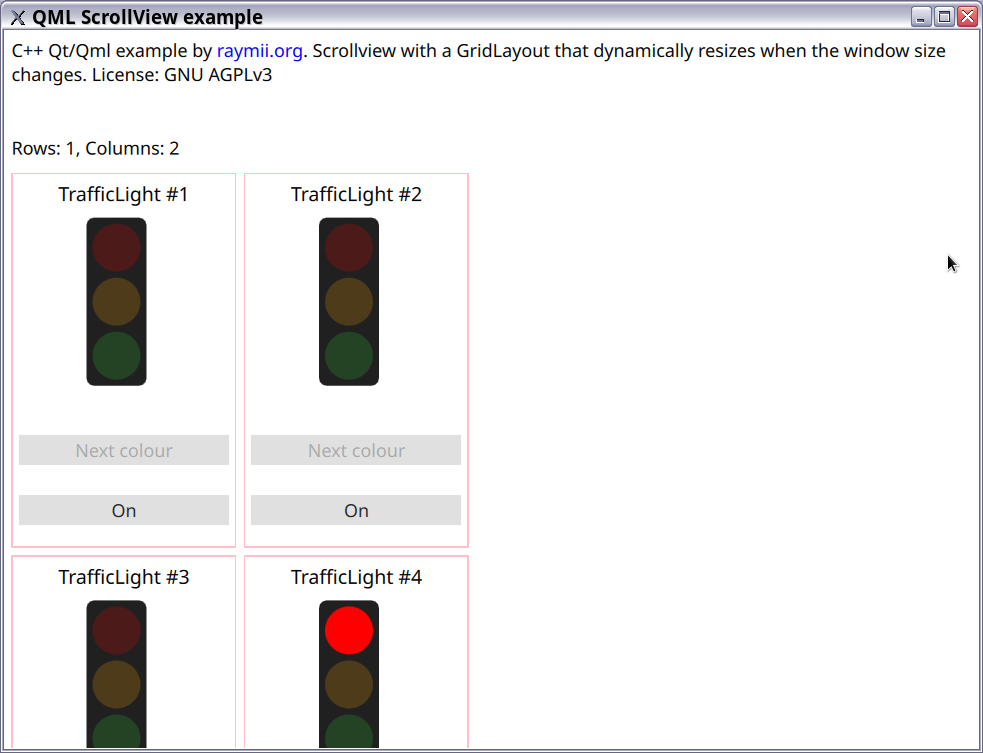 QML ScrollView example
C++ Qt/Qml example by raymii.org. Scrollview with a GridLayout that dynamically resizes when the window size
changes. License: GNU AGPLv3
Rows: 1, Columns: 2
TrafficLight #1
TrafficLight #2
Next colour
Next colour
On
On
TrafficLight #3
TrafficLight #4